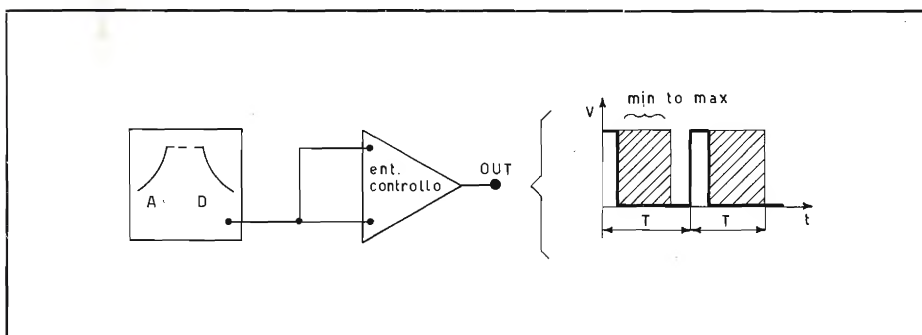 A D
ent.
controllo
OUT
V
min to max
T T
t